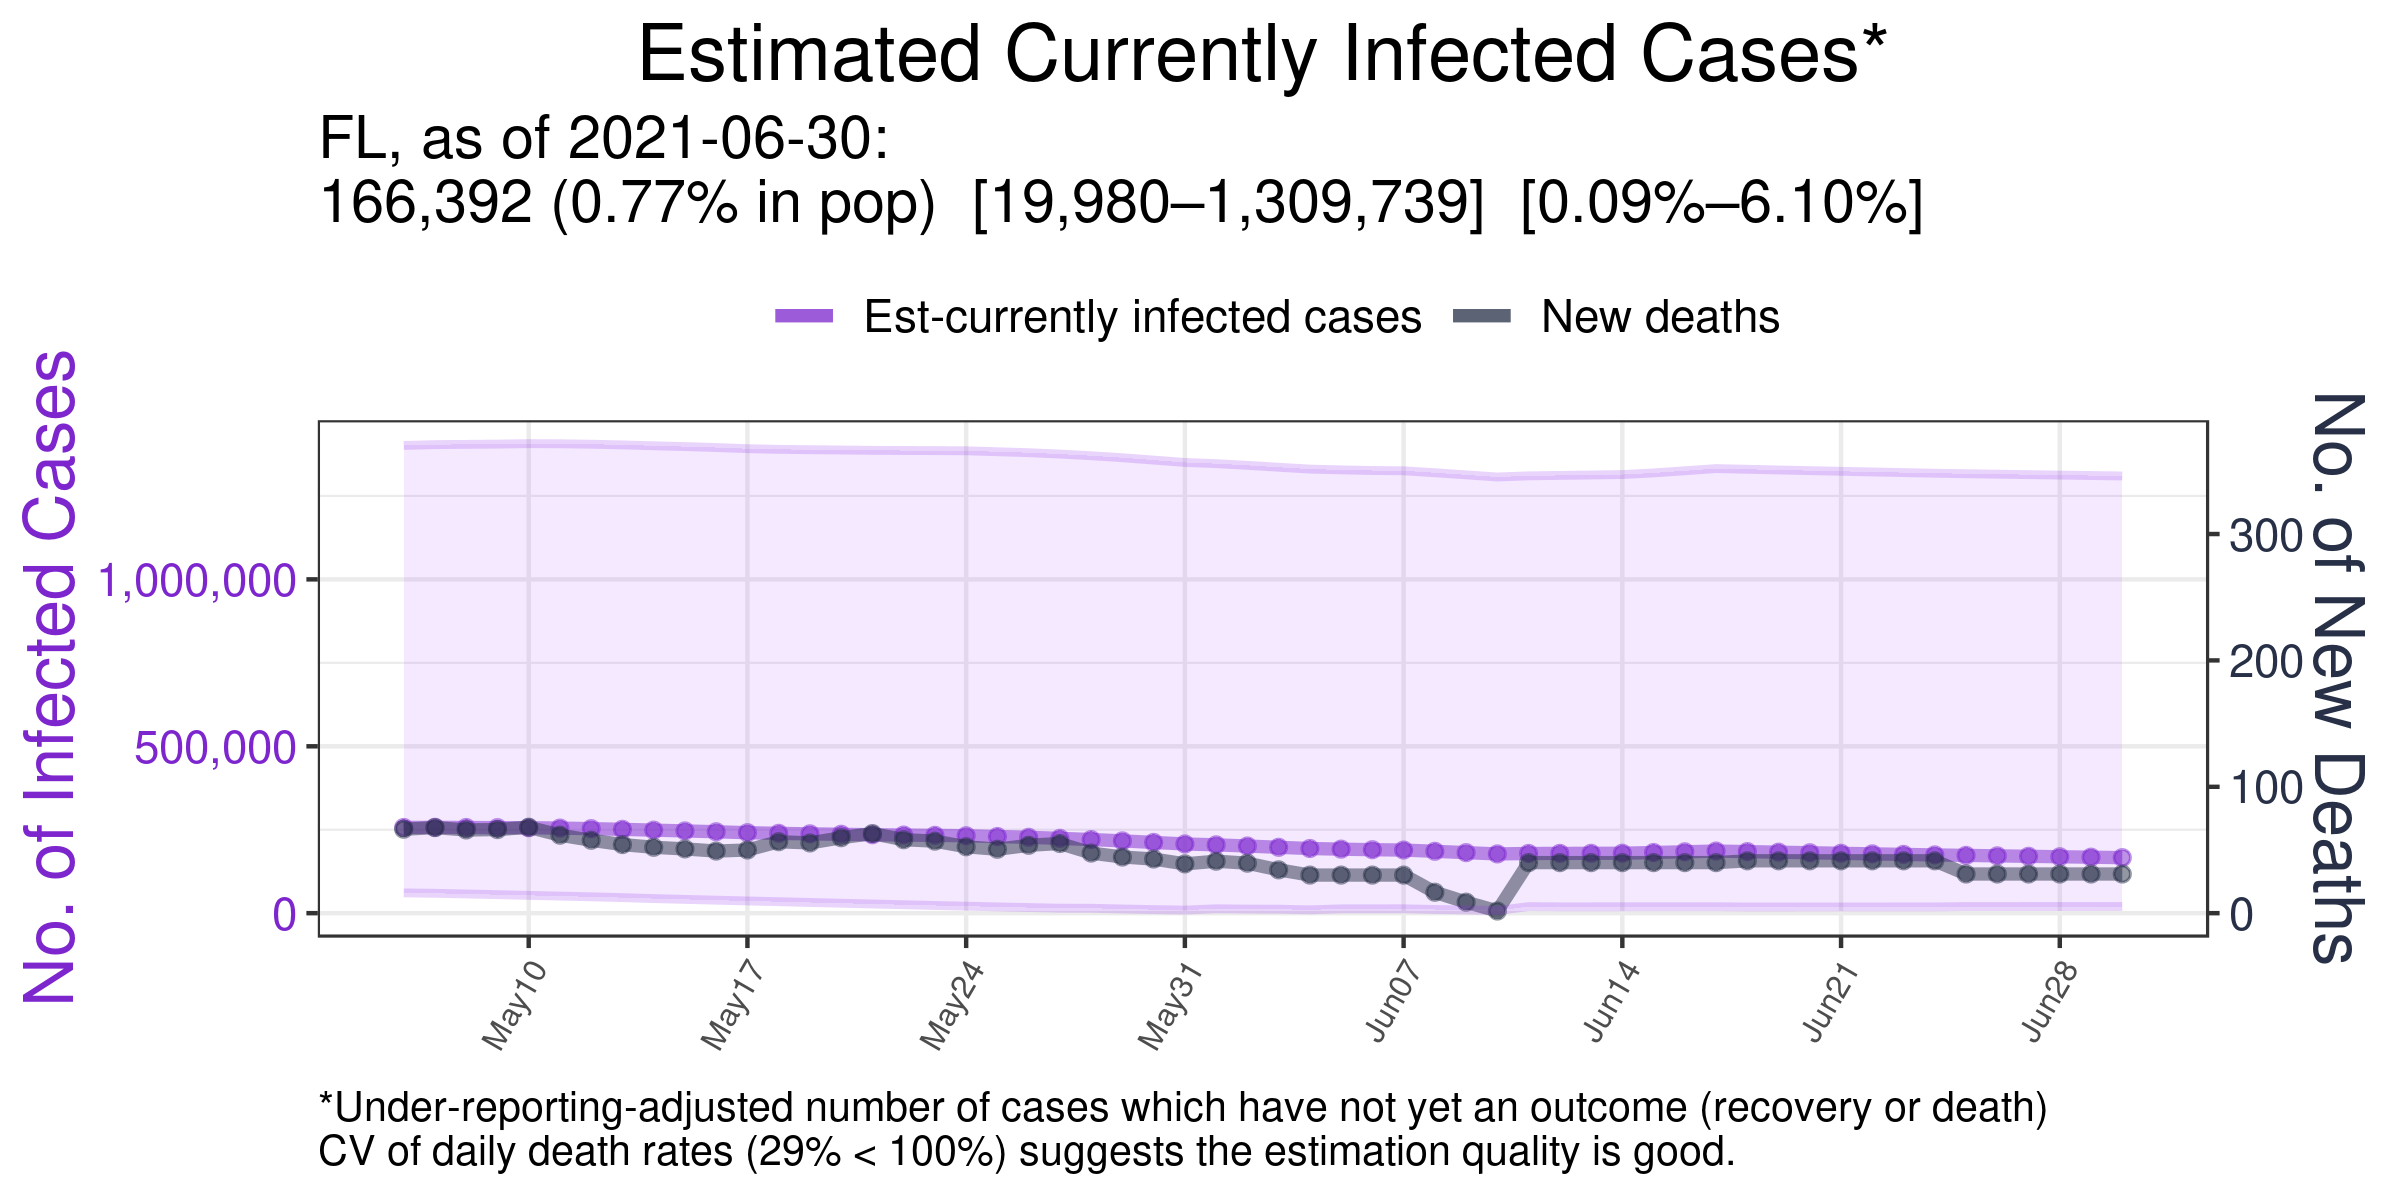 Estimated Currently Infected Cases*
FL, as of 2021-06-30:
166,392 (0.77% in pop) [19,980–1,309,739] [0.09%–6.10%]
Est-currently infected cases
New deaths
No. of Infected Cases
1,000,000
500,000
0
300
200
100
0
No. of New Deaths
May10
May17
May24
May31
Jun07
Jun14
Jun21
Jun28
*Under-reporting-adjusted number of cases which have not yet an outcome (recovery or death)
CV of daily death rates (29% < 100%) suggests the estimation quality is good.